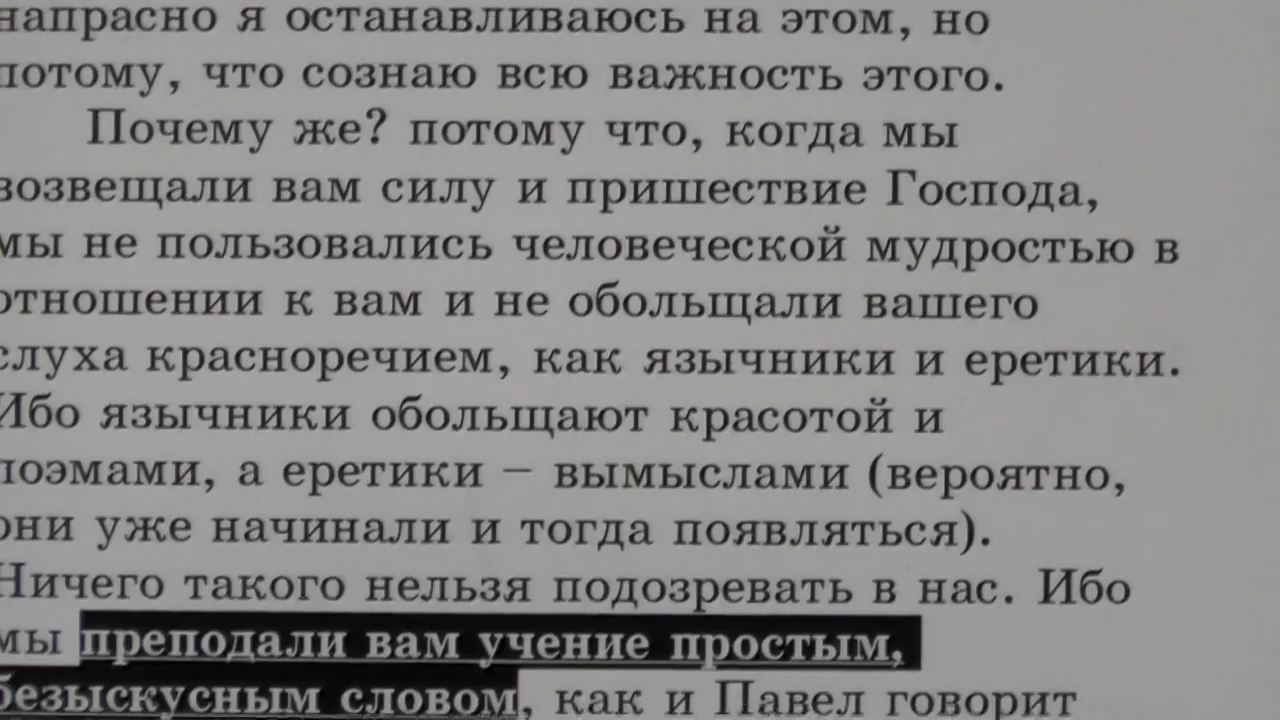 напрасно я останавливаюсь на этом, но
потому, что сознаю всю важность этого.
Почему же? потому что, когда мы
возвещали вам силу и пришествие Господа,
мы не пользовались человеческой мудростью в
отношении к вам и не обольщали вашего
слуха красноречием, как язычники и еретики.
Ибо язычники обольщают красотой и
поэмами, а еретики – вымыслами (вероятно,
они уже начинали и тогда появляться).
Ничего такого нельзя подозревать в нас. Ибо
мы преподали вам учение простым,
безыскусным словом, как и Павел говорит